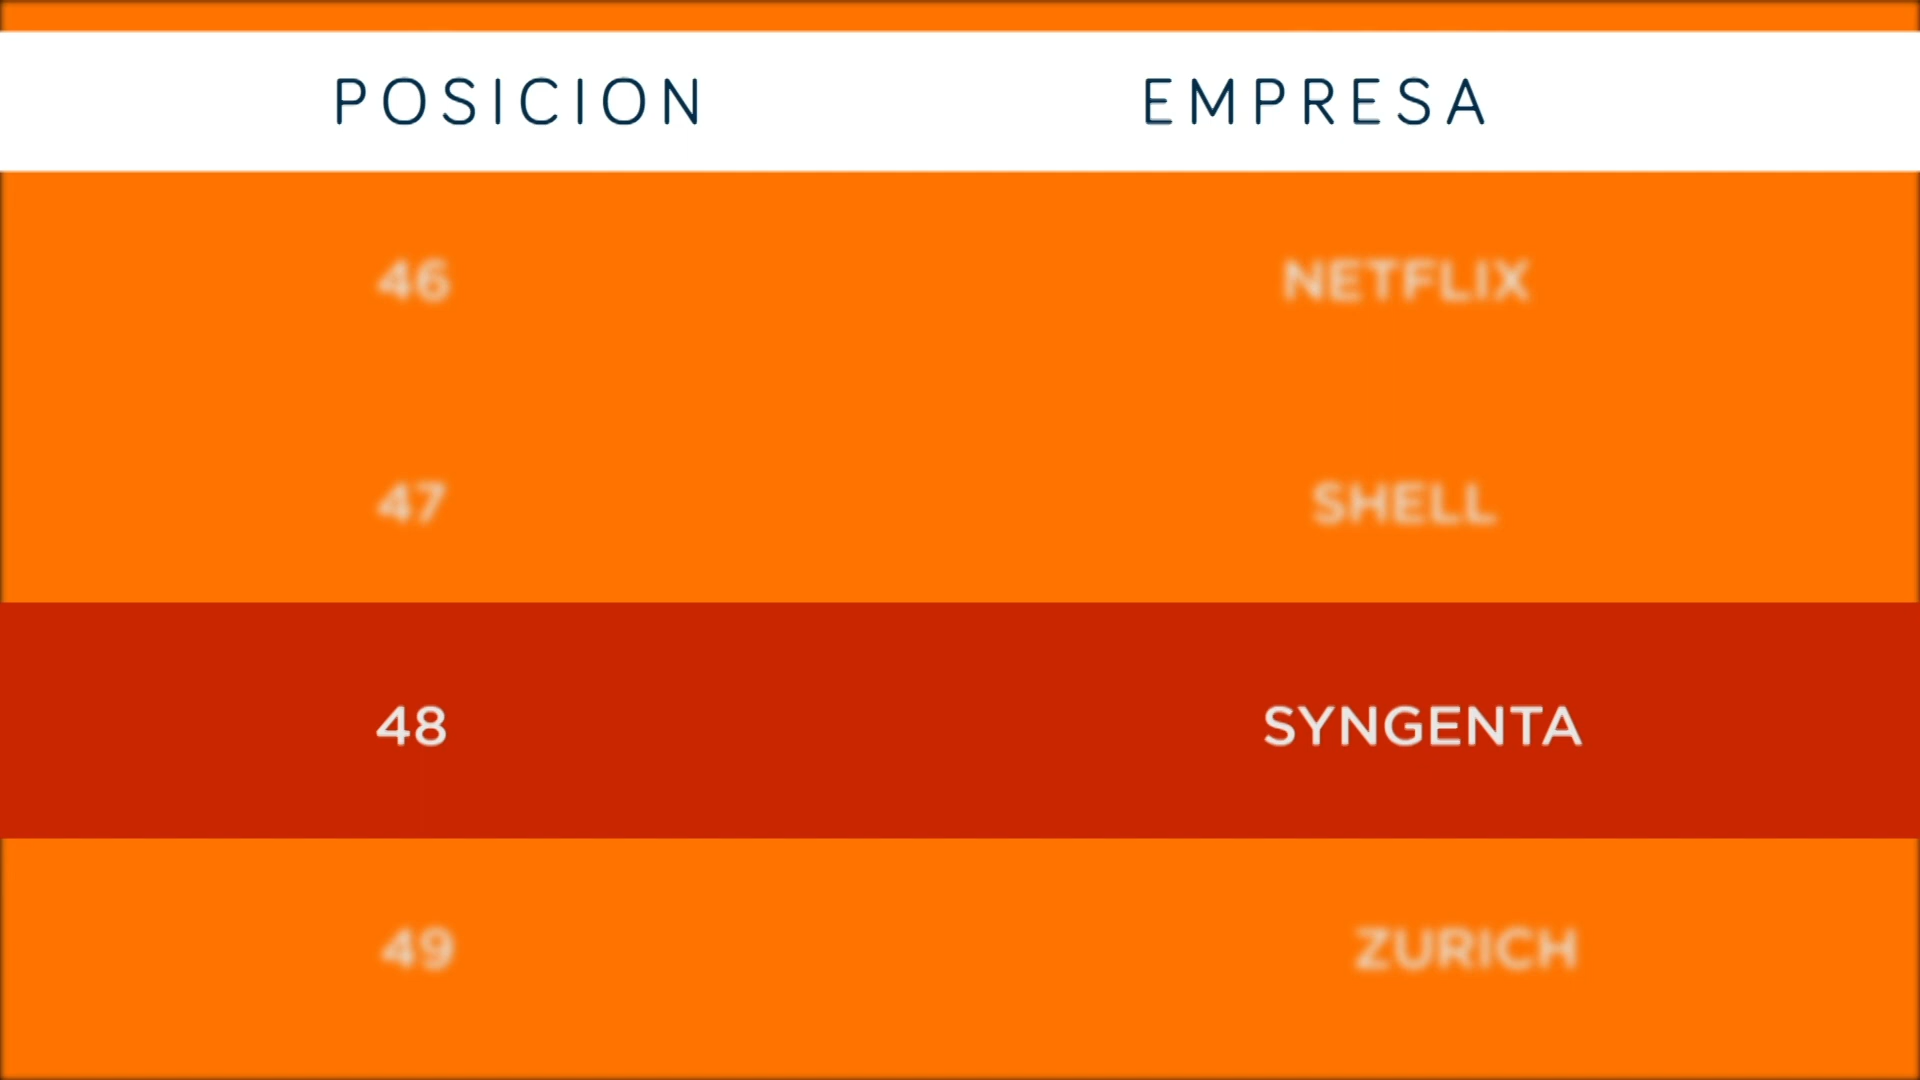 POSICION EMPRESA
46 NETFLIX
47 SHELL
48 SYNGENTA
49 ZURICH